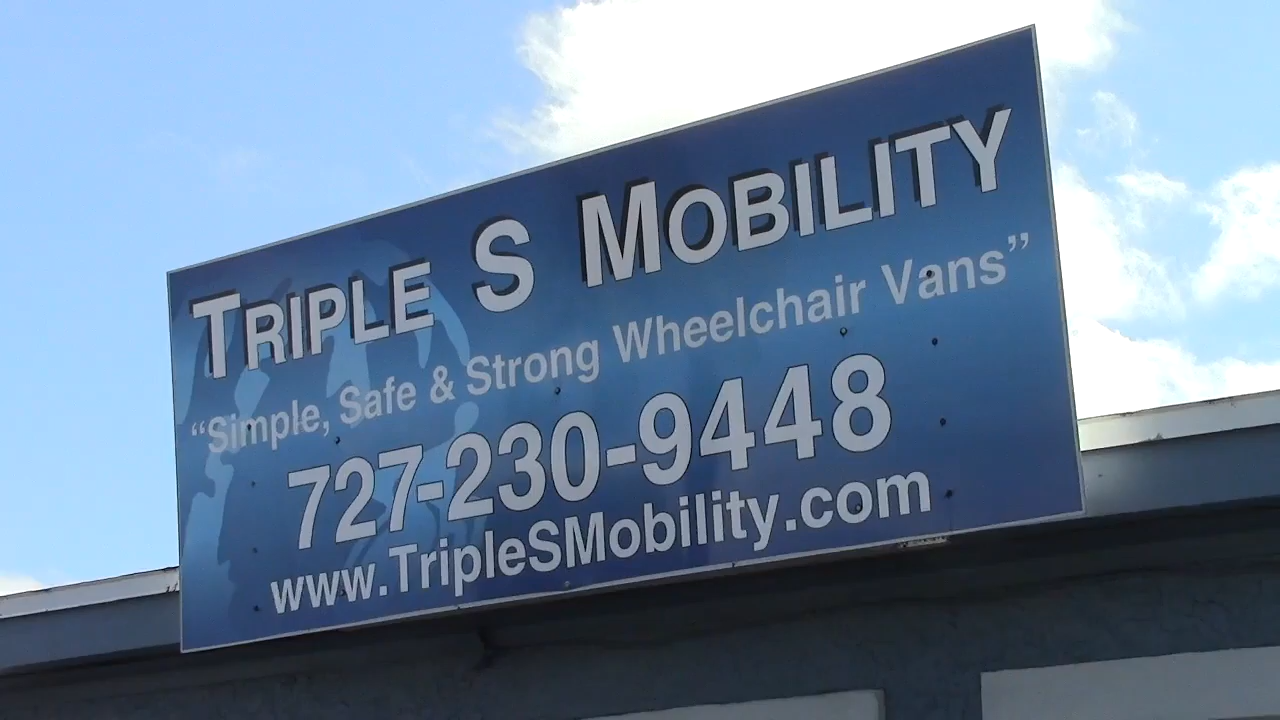 TRIPLE S MOBILITY
“Simple, Safe & Strong Wheelchair Vans”
727-230-9448
www.TripleSMobility.com